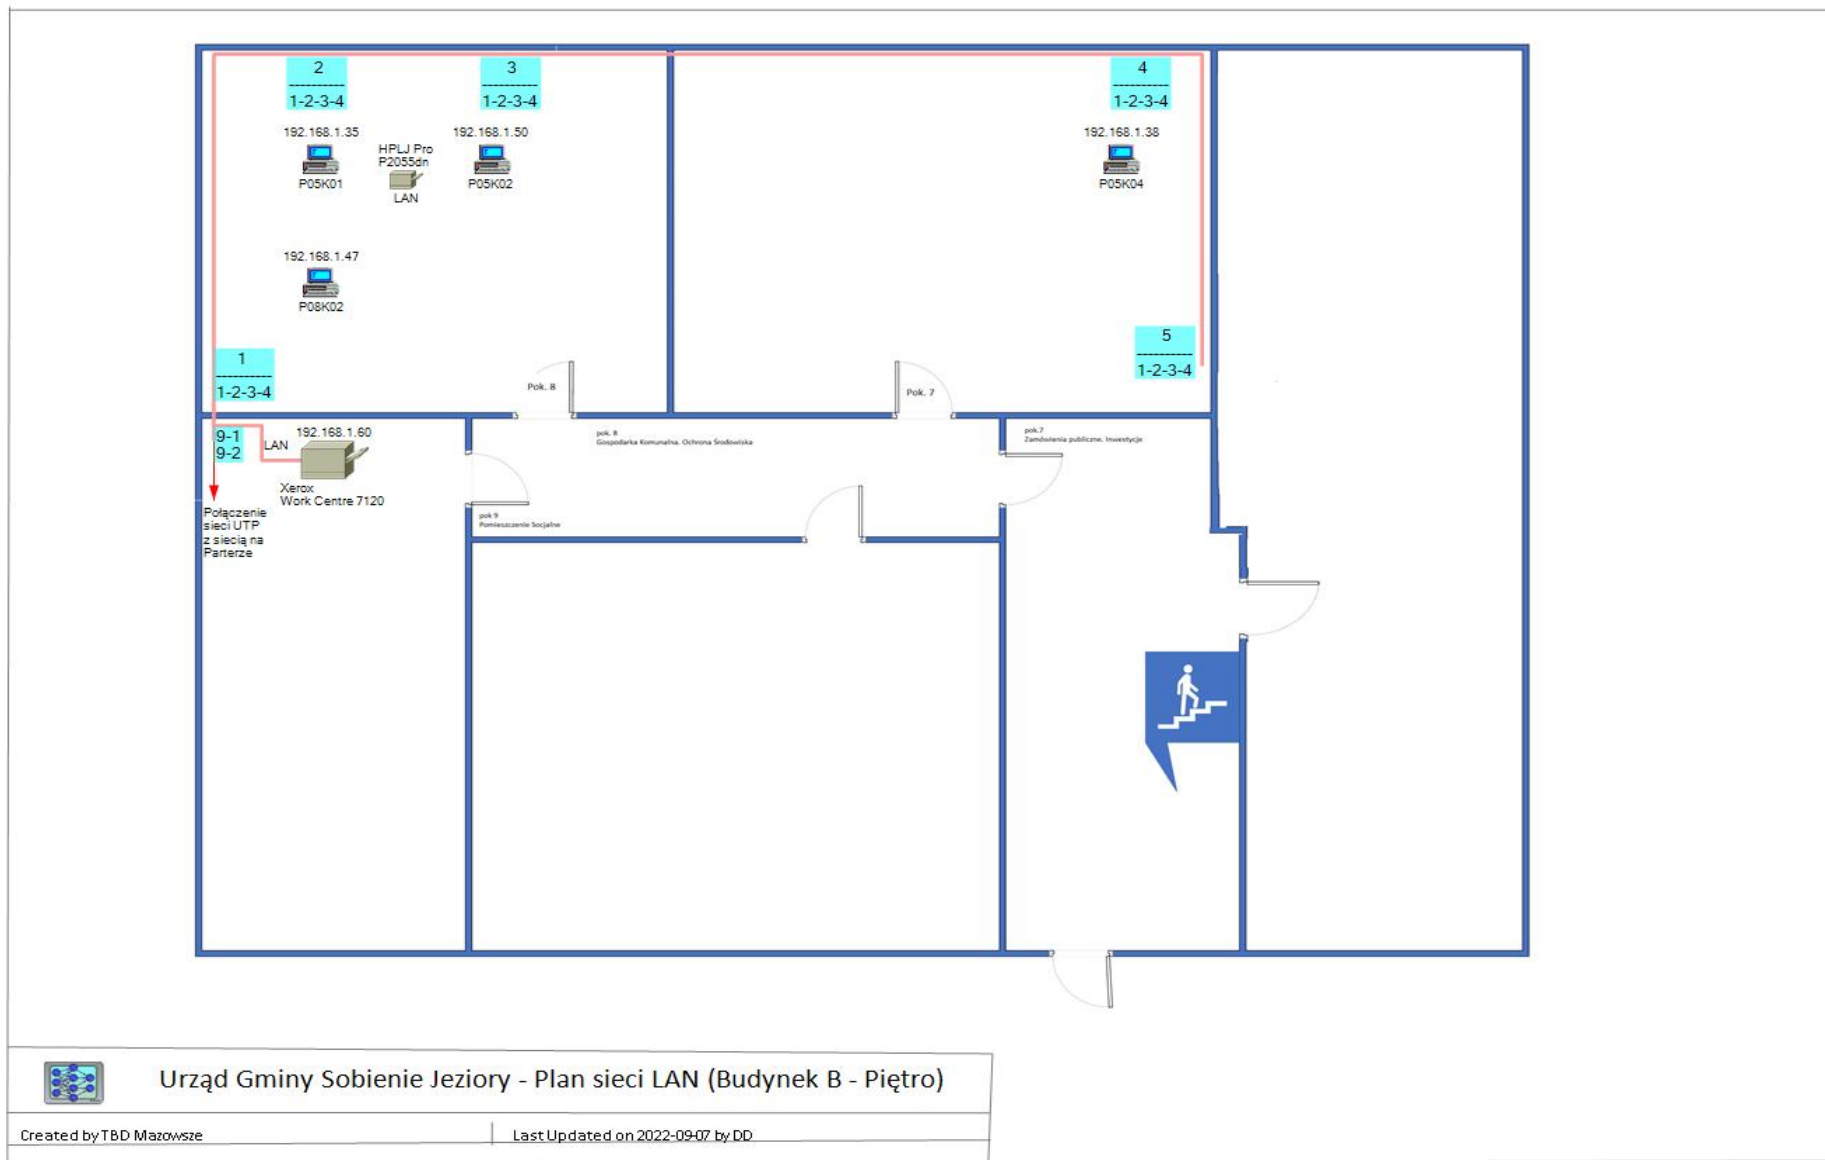 2
----------
1-2-3-4
3
----------
1-2-3-4
4
----------
1-2-3-4
192.168.1.35
P05K01
HPLJ Pro
P2055dn
LAN
192.168.1.50
P05K02
192.168.1.38
P05K04
192.168.1.47
P08K02
1
----------
1-2-3-4
5
----------
1-2-3-4
Pok. 8
Pok. 7
9-1
9-2
LAN
192.168.1.60
Xerox
Work Centre 7120
Połączenie
sieci UTP
z siecią na
Parterze
pok. 8
Gospodarka Komunalna. Ochrona Środowiska
pok.7
Zamówienia publiczne. Inwestycje
pok 9
Pomieszczenie Socjalne
Urząd Gminy Sobienie Jeziory - Plan sieci LAN (Budynek B - Piętro)
Created by TBD Mazowsze
Last Updated on 2022-09-07 by DD